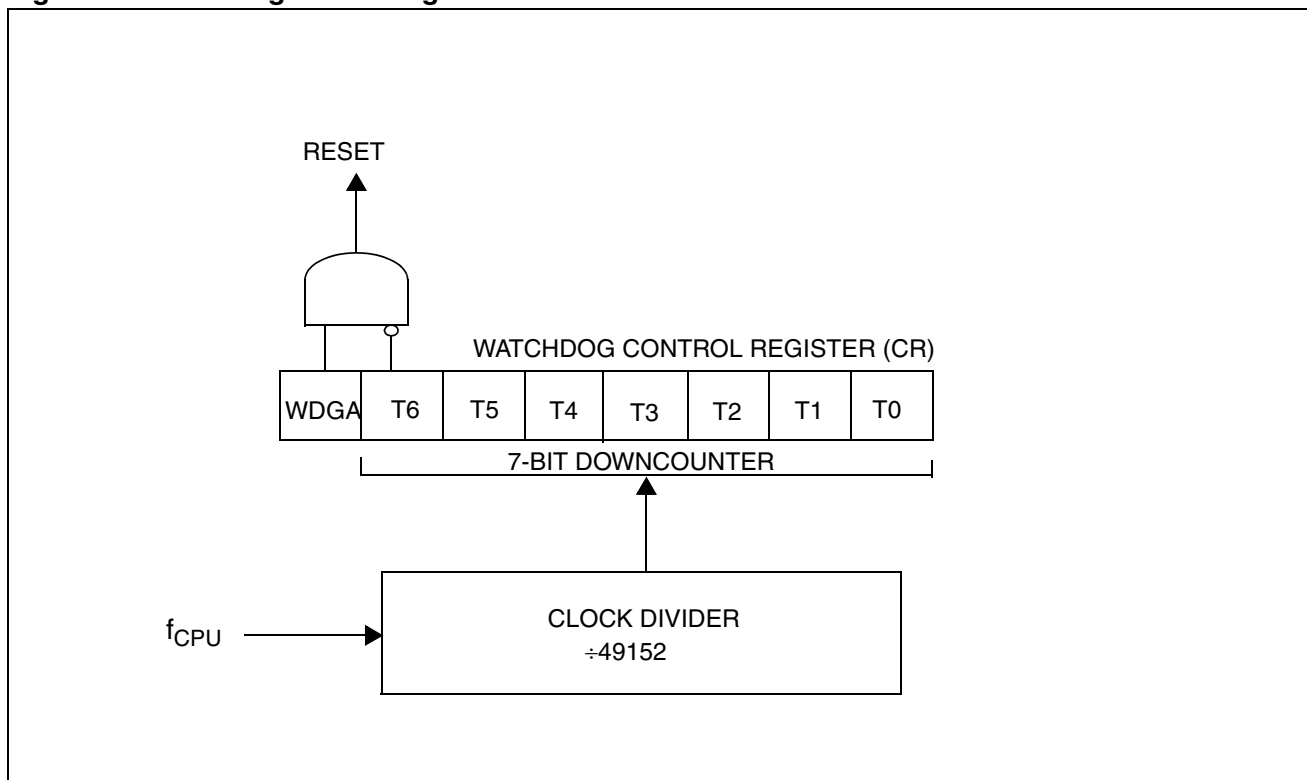 RESET
WATCHDOG CONTROL REGISTER (CR)
WDGA T6 T5 T4 T3 T2 T1 T0
7-BIT DOWNCOUNTER
fCPU
CLOCK DIVIDER
÷49152